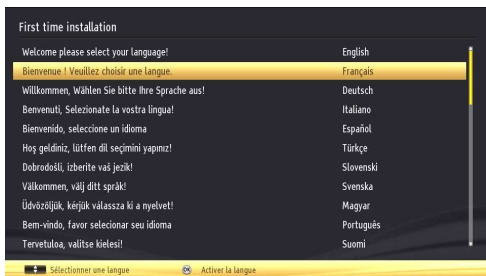 First time installation
Welcome please select your language! English
Bienvenue ! Veuillez choisir une langue. Français
Willkommen, Wählen Sie bitte Ihre Sprache aus! Deutsch
Benvenuti, Selezionate la vostra lingua! Italiano
Bienvenido, seleccione un idioma Español
Hoş geldiniz, lütfen dil seçimini yapınız! Türkçe
Dobrodošli, izberite vaš jezik! Slovenski
Välkommen, välj ditt språk! Svenska
Üdvözöljük, kérjük válassza ki a nyelvet! Magyar
Bem-vindo, favor selecionar seu idioma Português
Tervetuloa, valitse kielesi! Suomi
Sélectionner une langue OK Activer la langue